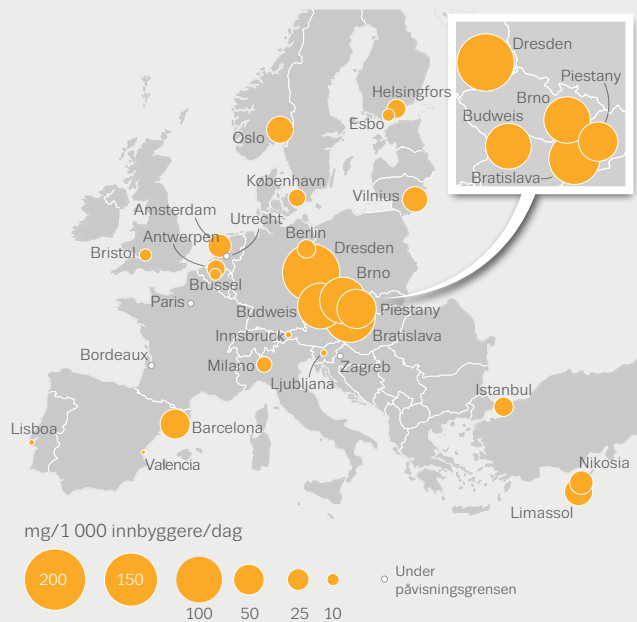 Dresden
Piestany
Brno
Budweis
Bratislava
Helsingfors
Esbo
Oslo
København
Vilnius
Amsterdam
Utrecht
Antwerpen
Berlin
Bristol
Dresden
Brussel
Brno
Paris
Budweis
Piestany
Innsbruck
Bratislava
Bordeaux
Milano
Zagreb
Ljubljana
Istanbul
Lisboa
Barcelona
Valencia
Nikosia
Limassol
mg/1 000 innbyggere/dag
200
150
100
50
25
10
Under
påvisningsgrensen